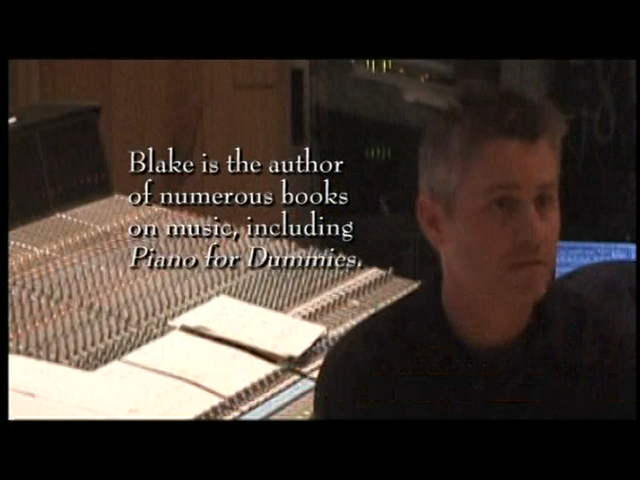 Blake is the author
of numerous books
on music, including
Piano for Dummies.